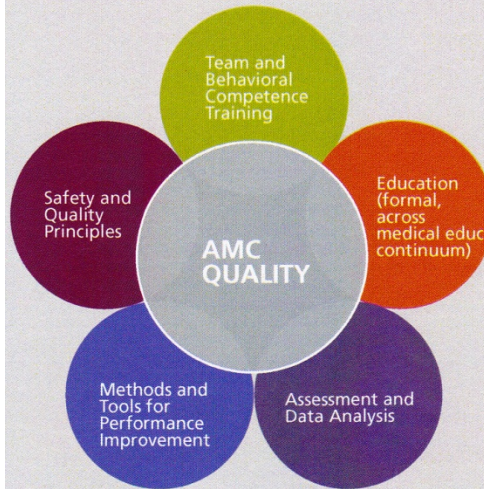 Team and
Behavioral
Competence
Training
Safety and
Quality
Principles
AMC
QUALITY
Education
(formal,
across
medical educ
continuum)
Methods and
Tools for
Performance
Improvement
Assessment and
Data Analysis